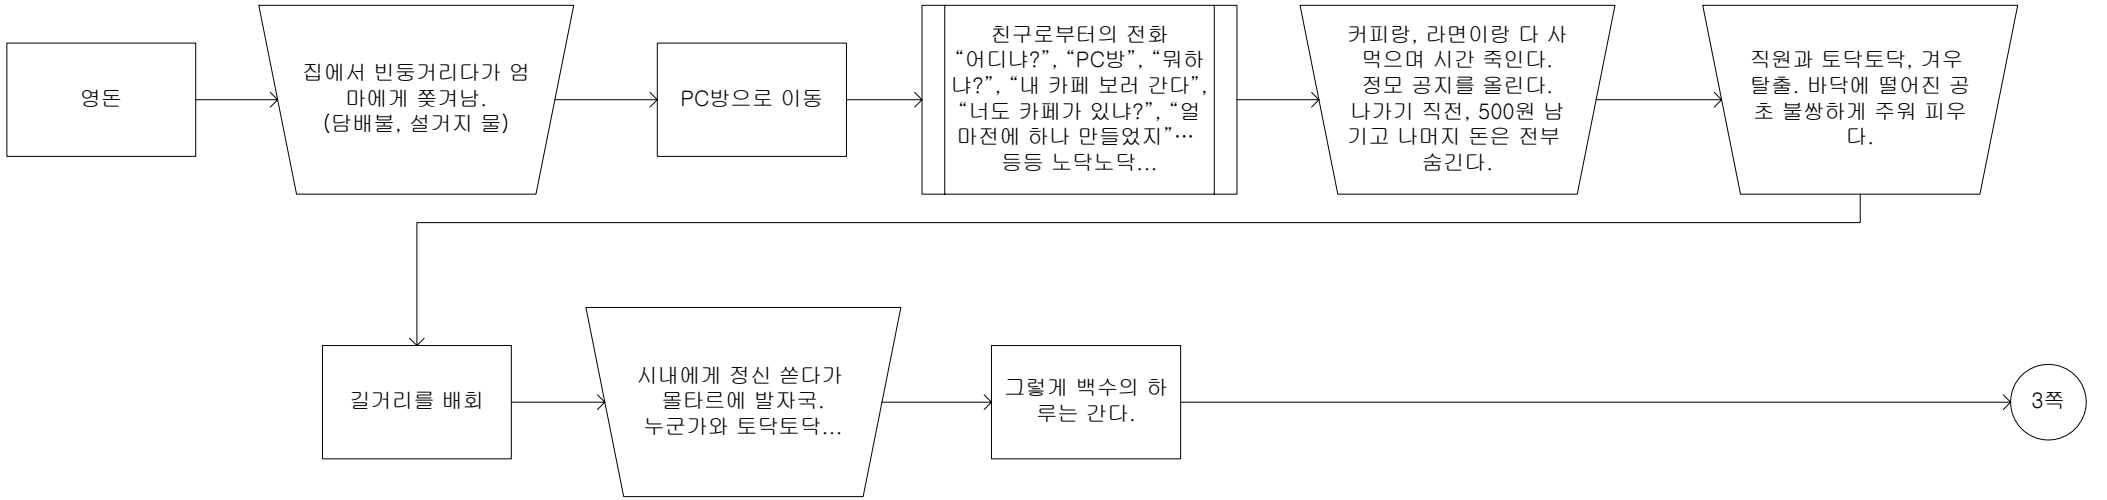 영돈
집에서 빈둥거리다가 엄
마에게 쫒겨남.
(담배불, 설거지 물)
PC방으로 이동
친구로부터의 전화
“어디냐?”, “PC방”, “뭐하
냐?”, “내 카페 보러 간다”,
“너도 카페가 있냐?”, “얼
마전에 하나 만들었지”…
등등 노닥노닥...
커피랑, 라면이랑 다 사
먹으며 시간 죽인다.
정모 공지를 올린다.
나가기 직전, 500원 남
기고 나머지 돈은 전부
숨긴다.
직원과 토닥토닥, 겨우
탈출. 바닥에 떨어진 공
초 불쌍하게 주워 피우
다.
길거리를 배회
시내에게 정신 쏟다가
몰타르에 발자국.
누군가와 토닥토닥...
그렇게 백수의 하
루는 간다.
3쪽